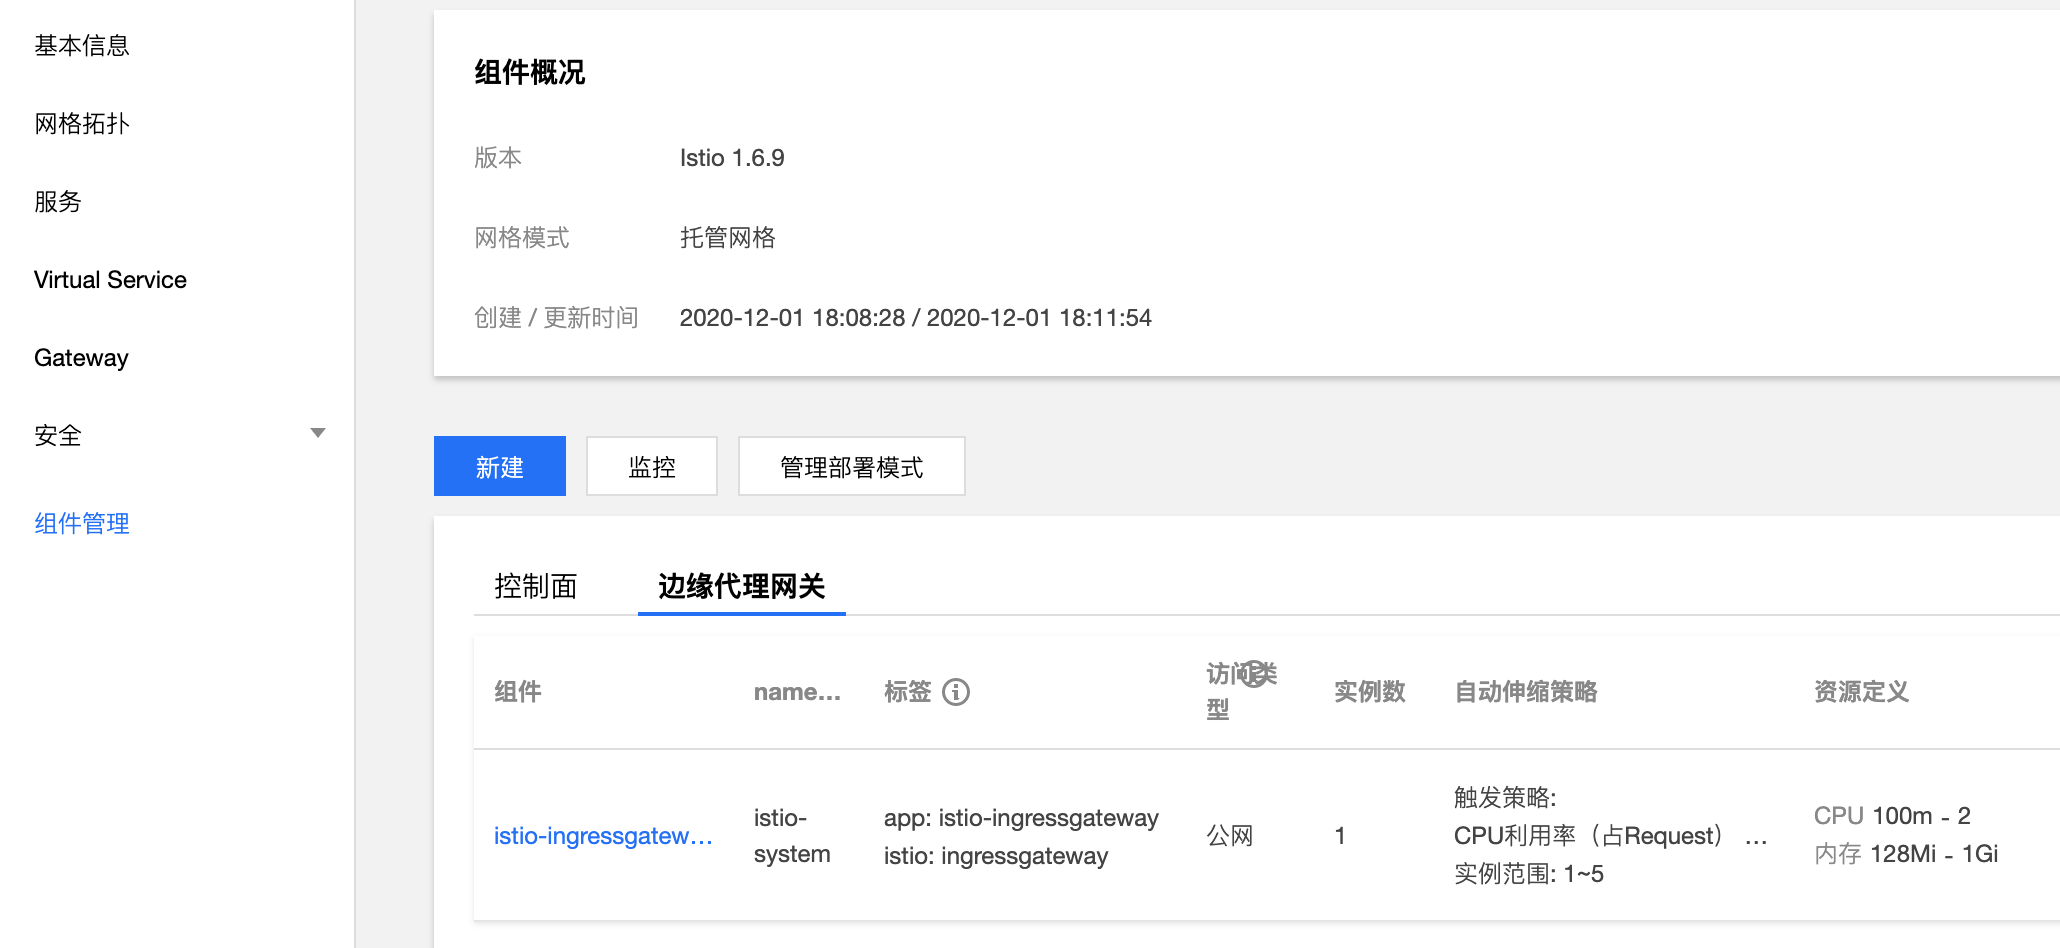 基本信息
网格拓扑
服务
Virtual Service
Gateway
安全
组件管理
组件概况
版本 Istio 1.6.9
网格模式 托管网格
创建 / 更新时间 2020-12-01 18:08:28 / 2020-12-01 18:11:54
新建 监控 管理部署模式
控制面 边缘代理网关
组件 name... 标签 访问类型 实例数 自动伸缩策略 资源定义
istio-ingressgatew...
istio-
system
app: istio-ingressgateway
istio: ingressgateway
公网
1
触发策略:
CPU利用率（占Request） ...
实例范围: 1~5
CPU 100m - 2
内存 128Mi - 1Gi